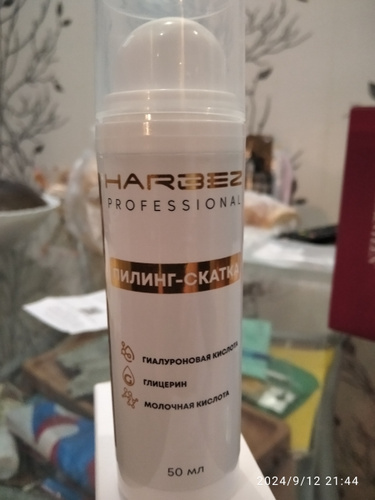 HARBEZ
PROFESSIONAL
ПИЛИНГ-СКАТКА
ГИАЛУРОНОВАЯ КИСЛОТА
ГЛИЦЕРИН
МОЛОЧНАЯ КИСЛОТА
50 мл
2024/9/12 21:44